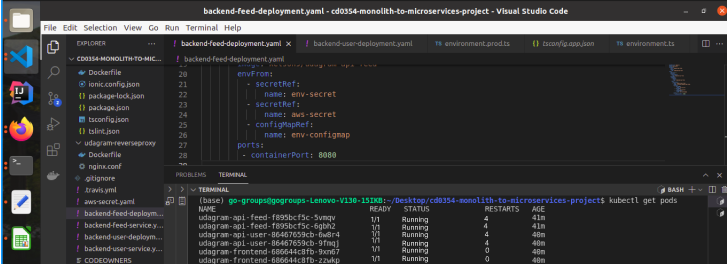 backend-feed-deployment.yaml - cd0354-monolith-to-microservices-project - Visual Studio Code
File Edit Selection View Go Run Terminal Help
EXPLORER
CD0354-MONOLITH-TO-MIC...
Dockerfile
ionic.config.json
package-lock.json
package.json
tsconfig.json
tslint.json
udagram-reverseproxy
Dockerfile
nginx.conf
.gitignore
.travis.yml
aws-secret.yaml
backend-feed-deploym...
backend-feed-service.y...
backend-user-deploym...
backend-user-service.y...
CODEOWNERS
backend-feed-deployment.yaml backend-user-deployment.yaml environment.prod.ts tsconfig.app.json environment.ts
backend-feed-deployment.yaml
20 envFrom:
21 - secretRef:
22 name: env-secret
23 - secretRef:
24 name: aws-secret
25 - configMapRef:
26 name: env-configmap
27 ports:
28 - containerPort: 8080
PROBLEMS TERMINAL
TERMINAL BASH
(base) go-groups@gogroups-Lenovo-V130-15IKB:~/Desktop/cd0354-monolith-to-microservices-project$ kubectl get pods
NAME READY STATUS RESTARTS AGE
udagram-api-feed-f895bcf5c-5vmqv 1/1 Running 4 41m
udagram-api-feed-f895bcf5c-6gbh2 1/1 Running 4 41m
udagram-api-user-86467659cb-6w8r4 1/1 Running 4 40m
udagram-api-user-86467659cb-9fmqj 1/1 Running 4 40m
udagram-frontend-686644c8fb-9xn67 1/1 Running 0 40m
udagram-frontend-686644c8fb-zzwkp 1/1 Running 0 40m